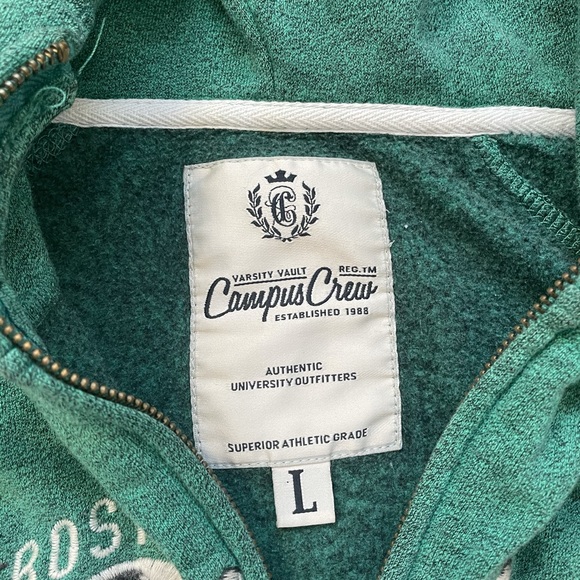 C
VARSITY VAULT REG.TM
Campus Crew
ESTABLISHED 1988
AUTHENTIC
UNIVERSITY OUTFITTERS
SUPERIOR ATHLETIC GRADE
L